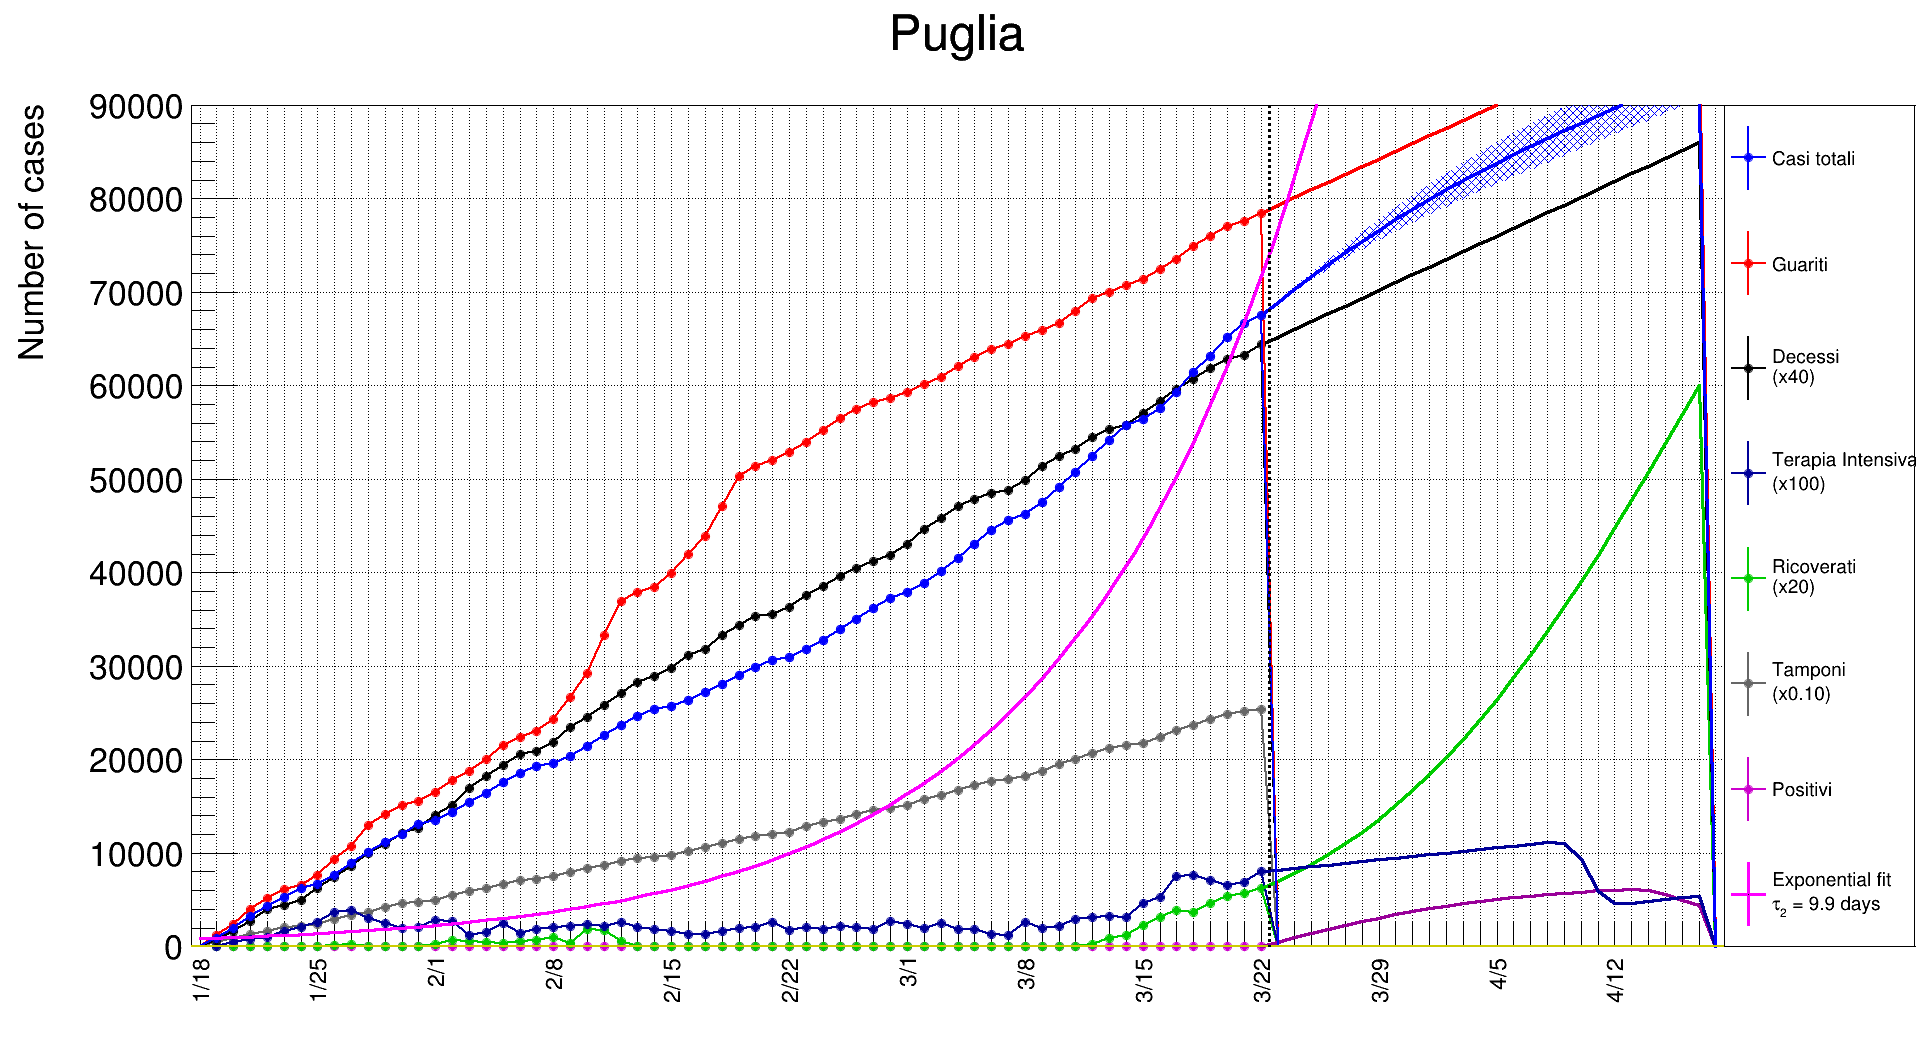 Puglia
Number of cases
90000
80000
70000
60000
50000
40000
30000
20000
10000
0
1/18
1/25
2/1
2/8
2/15
2/22
3/1
3/8
3/15
3/22
3/29
4/5
4/12
Casi totali
Guariti
Decessi
(x40)
Terapia Intensiva
(x100)
Ricoverati
(x20)
Tamponi
(x0.10)
Positivi
Exponential fit
τ₂ = 9.9 days